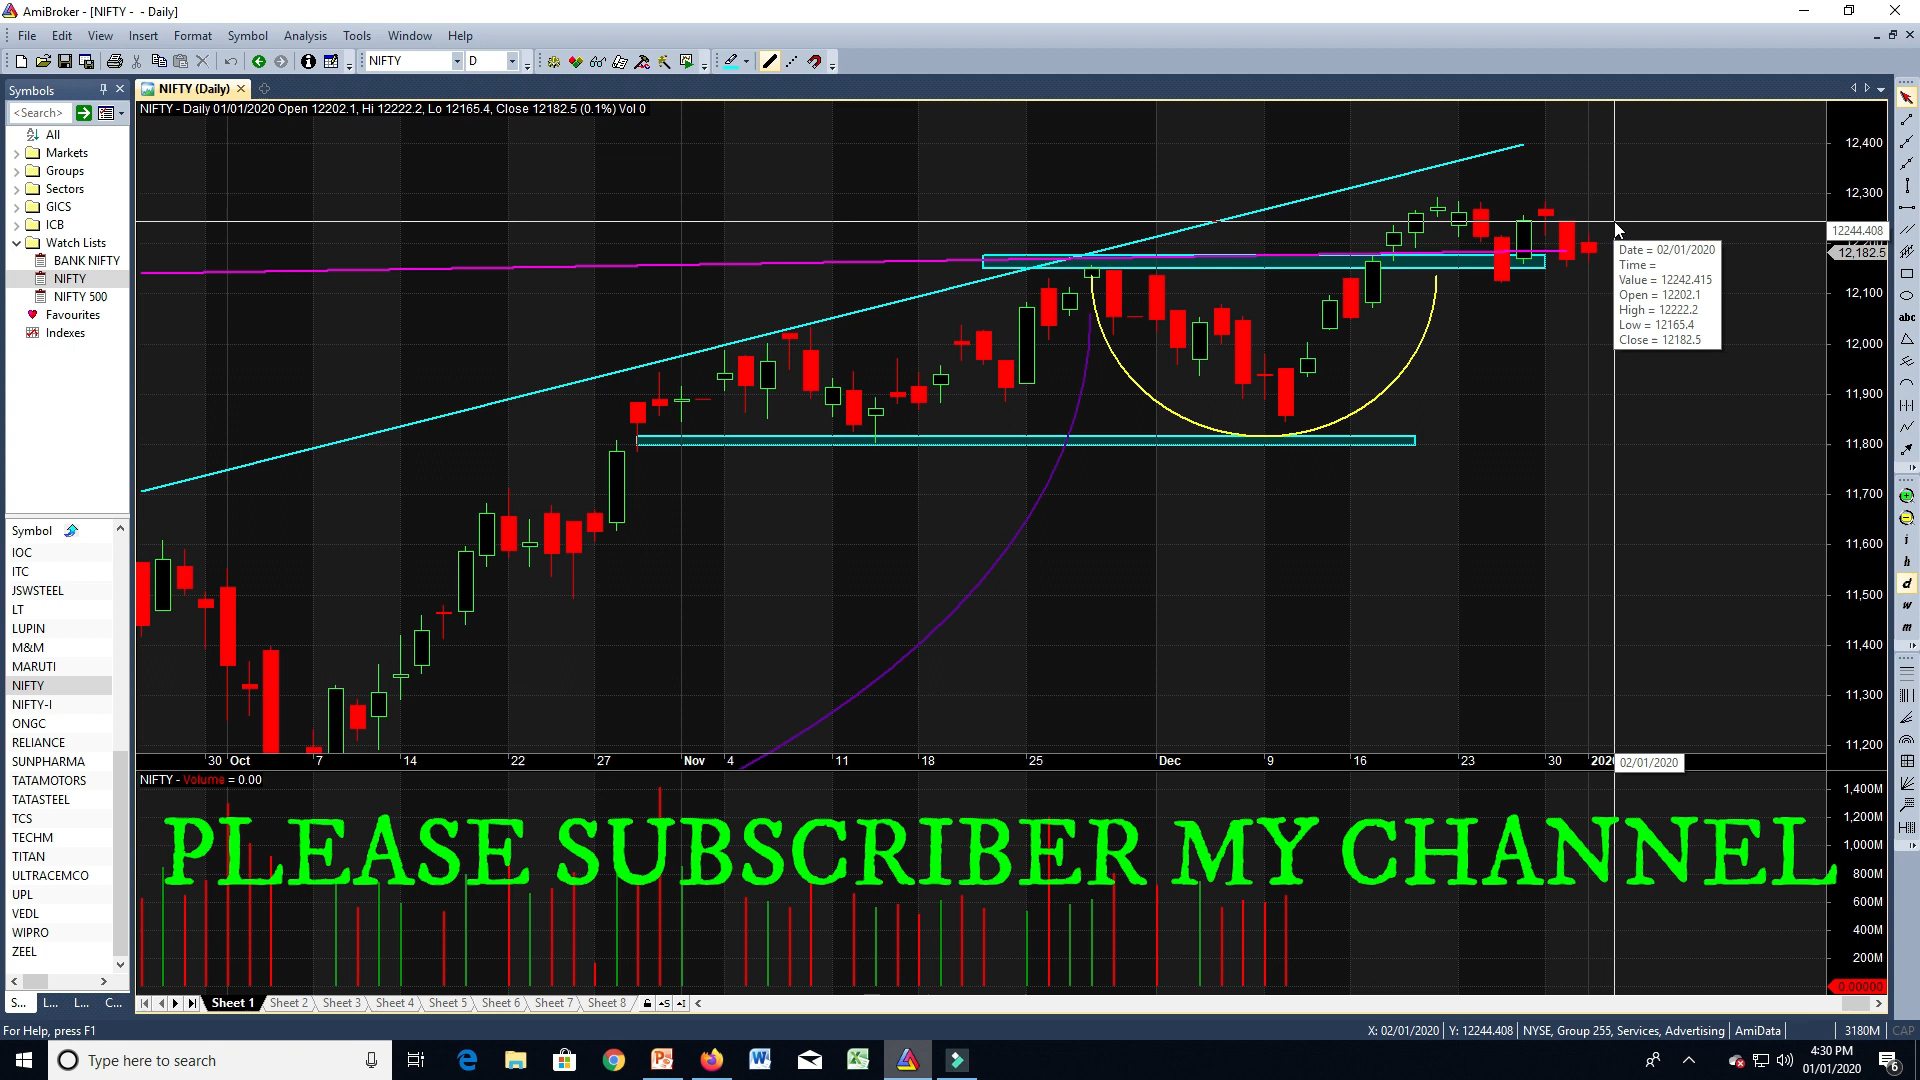 AmiBroker - [NIFTY - - Daily]
File Edit View Insert Format Symbol Analysis Tools Window Help
NIFTY D
Symbols
NIFTY (Daily)
<Search>
NIFTY - Daily 01/01/2020 Open 12202.1, Hi 12222.2, Lo 12165.4, Close 12182.5 (0.1%) Vol 0
All
Markets
Groups
Sectors
GICS
ICB
Watch Lists
BANK NIFTY
NIFTY
NIFTY 500
Favourites
Indexes
12,400
12,300
12244.408
12,182.5
12,100
12,000
11,900
11,800
11,700
11,600
11,500
11,400
11,300
11,200
Date = 02/01/2020
Time =
Value = 12242.415
Open = 12202.1
High = 12222.2
Low = 12165.4
Close = 12182.5
abc
i
h
d
w
m
Symbol
IOC
ITC
JSWSTEEL
LT
LUPIN
M&M
MARUTI
NIFTY
NIFTY-I
ONGC
RELIANCE
SUNPHARMA
TATAMOTORS
TATASTEEL
TCS
TECHM
TITAN
ULTRACEMCO
UPL
VEDL
WIPRO
ZEEL
30 Oct 7 14 22 27 Nov 4 11 18 25 Dec 9 16 23 30 02/01/2020
NIFTY - Volume = 0.00
1,400M
1,200M
1,000M
800M
600M
400M
200M
0.00000
PLEASE SUBSCRIBER MY CHANNEL
S... L... L... C...
Sheet 1 Sheet 2 Sheet 3 Sheet 4 Sheet 5 Sheet 6 Sheet 7 Sheet 8
For Help, press F1
X: 02/01/2020 Y: 12244.408 NYSE, Group 255, Services, Advertising AmiData 3180M CAP
Type here to search
4:30 PM
01/01/2020
6